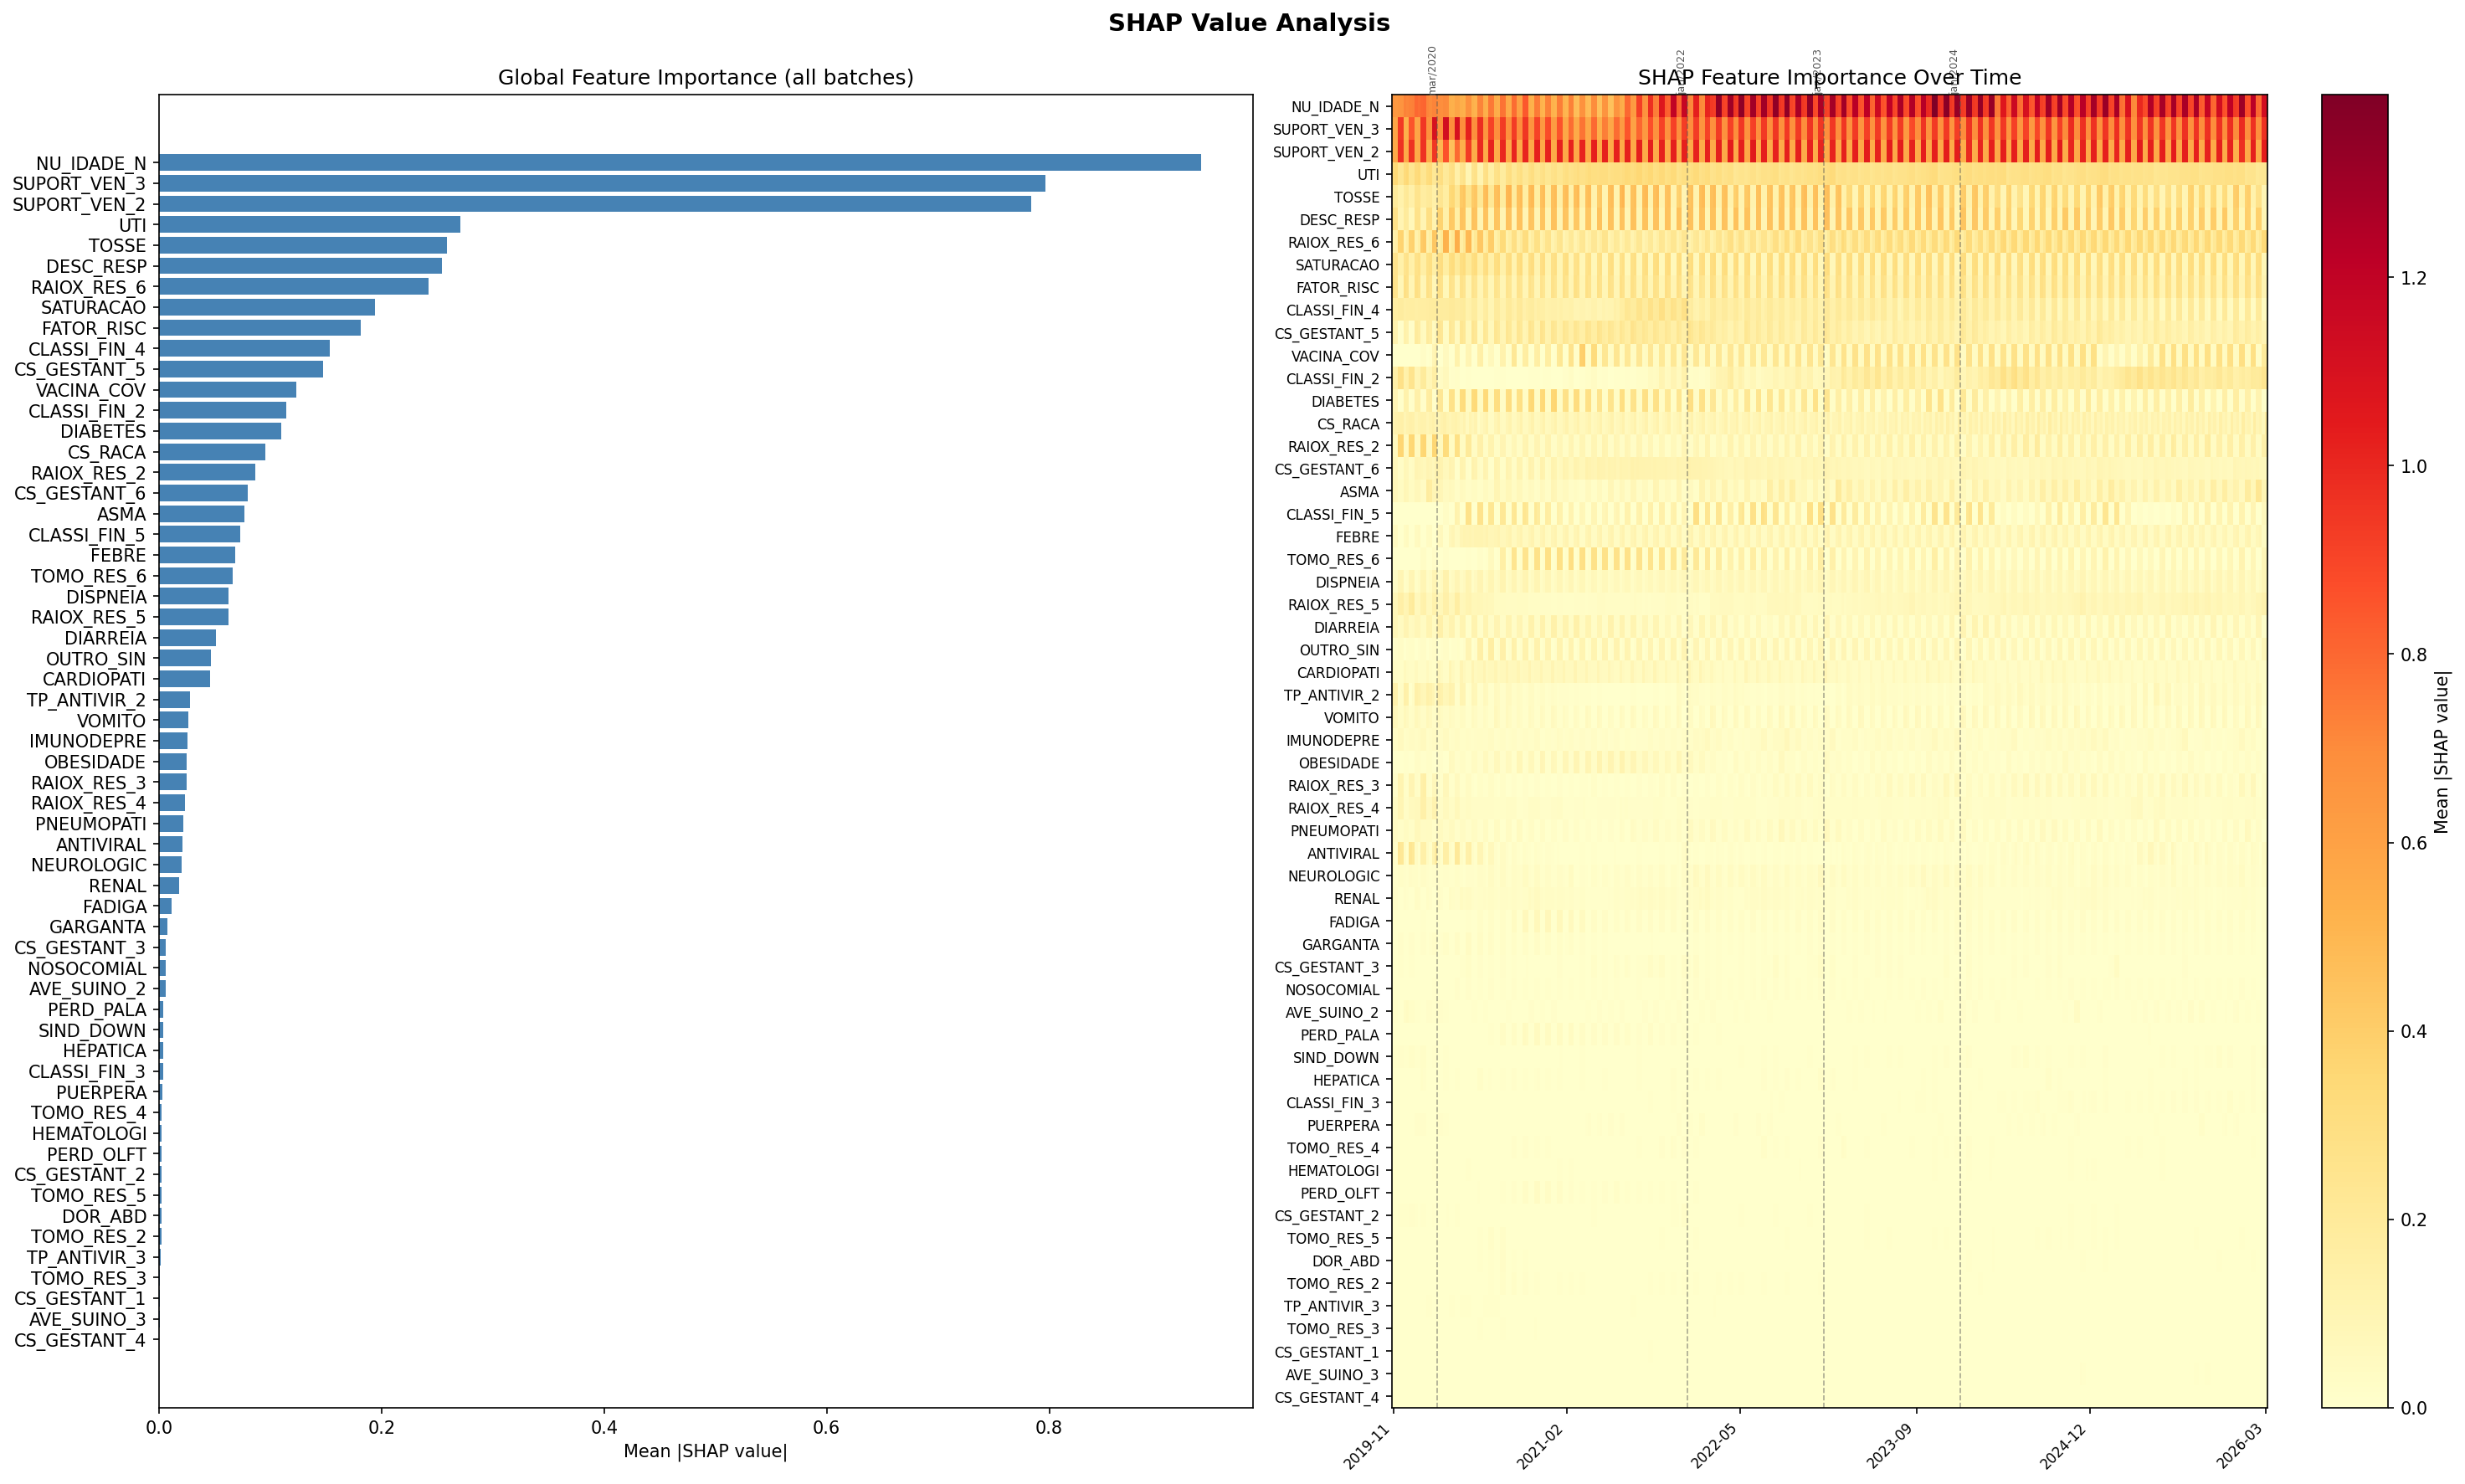 SHAP Value Analysis
Global Feature Importance (all batches)
NU_IDADE_N
SUPORT_VEN_3
SUPORT_VEN_2
UTI
TOSSE
DESC_RESP
RAIOX_RES_6
SATURACAO
FATOR_RISC
CLASSI_FIN_4
CS_GESTANT_5
VACINA_COV
CLASSI_FIN_2
DIABETES
CS_RACA
RAIOX_RES_2
CS_GESTANT_6
ASMA
CLASSI_FIN_5
FEBRE
TOMO_RES_6
DISPNEIA
RAIOX_RES_5
DIARREIA
OUTRO_SIN
CARDIOPATI
TP_ANTIVIR_2
VOMITO
IMUNODEPRE
OBESIDADE
RAIOX_RES_3
RAIOX_RES_4
PNEUMOPATI
ANTIVIRAL
NEUROLOGIC
RENAL
FADIGA
GARGANTA
CS_GESTANT_3
NOSOCOMIAL
AVE_SUINO_2
PERD_PALA
SIND_DOWN
HEPATICA
CLASSI_FIN_3
PUERPERA
TOMO_RES_4
HEMATOLOGI
PERD_OLFT
CS_GESTANT_2
TOMO_RES_5
DOR_ABD
TOMO_RES_2
TP_ANTIVIR_3
TOMO_RES_3
CS_GESTANT_1
AVE_SUINO_3
CS_GESTANT_4
0.0 0.2 0.4 0.6 0.8
Mean |SHAP value|
SHAP Feature Importance Over Time
mar/2020
NU_IDADE_N
SUPORT_VEN_3
SUPORT_VEN_2
UTI
TOSSE
DESC_RESP
RAIOX_RES_6
SATURACAO
FATOR_RISC
CLASSI_FIN_4
CS_GESTANT_5
VACINA_COV
CLASSI_FIN_2
DIABETES
CS_RACA
RAIOX_RES_2
CS_GESTANT_6
ASMA
CLASSI_FIN_5
FEBRE
TOMO_RES_6
DISPNEIA
RAIOX_RES_5
DIARREIA
OUTRO_SIN
CARDIOPATI
TP_ANTIVIR_2
VOMITO
IMUNODEPRE
OBESIDADE
RAIOX_RES_3
RAIOX_RES_4
PNEUMOPATI
ANTIVIRAL
NEUROLOGIC
RENAL
FADIGA
GARGANTA
CS_GESTANT_3
NOSOCOMIAL
AVE_SUINO_2
PERD_PALA
SIND_DOWN
HEPATICA
CLASSI_FIN_3
PUERPERA
TOMO_RES_4
HEMATOLOGI
PERD_OLFT
CS_GESTANT_2
TOMO_RES_5
DOR_ABD
TOMO_RES_2
TP_ANTIVIR_3
TOMO_RES_3
CS_GESTANT_1
AVE_SUINO_3
CS_GESTANT_4
2019-11 2021-02 2022-05 2023-09 2024-12 2026-03
1.2
1.0
0.8
0.6
0.4
0.2
0.0
Mean |SHAP value|